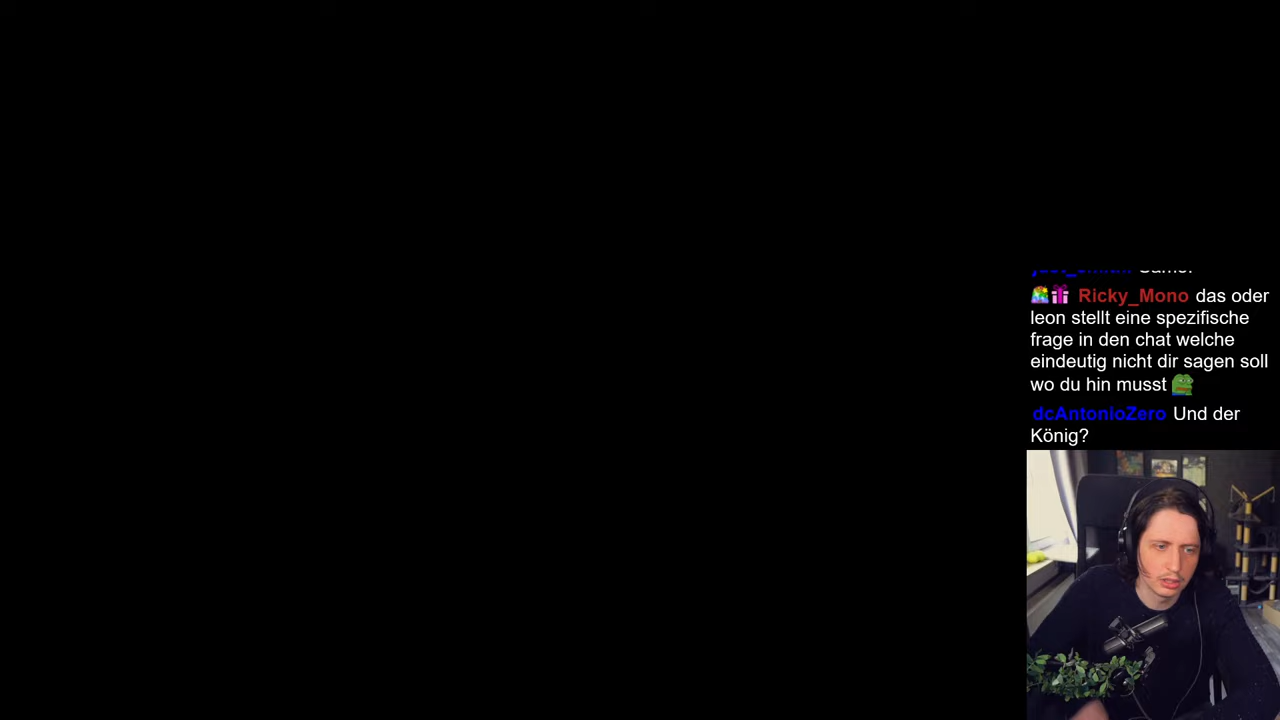 Ricky_Mono das oder
leon stellt eine spezifische
frage in den chat welche
eindeutig nicht dir sagen soll
wo du hin musst
dcAntonioZero Und der
König?